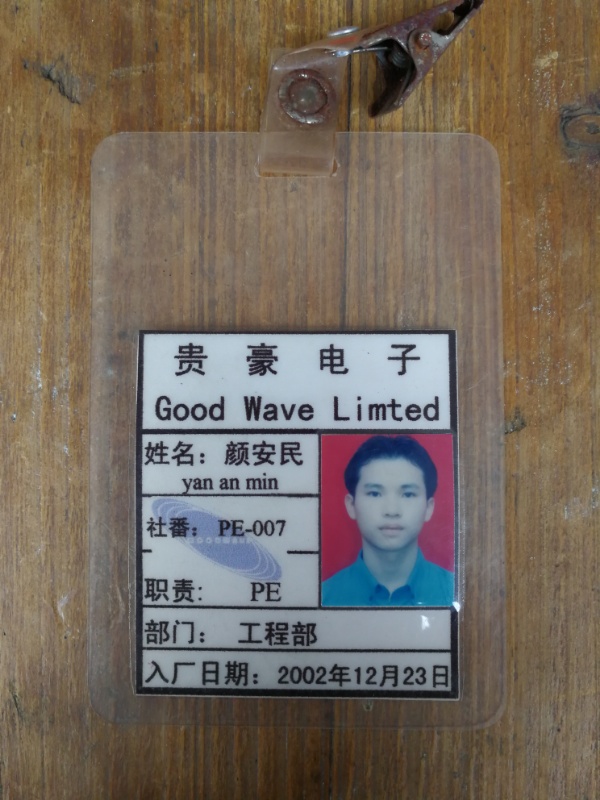 贵豪电子
Good Wave Limted
姓名：颜安民
yan an min
社番：PE-007
职责: PE
部门：工程部
入厂日期：2002年12月23日